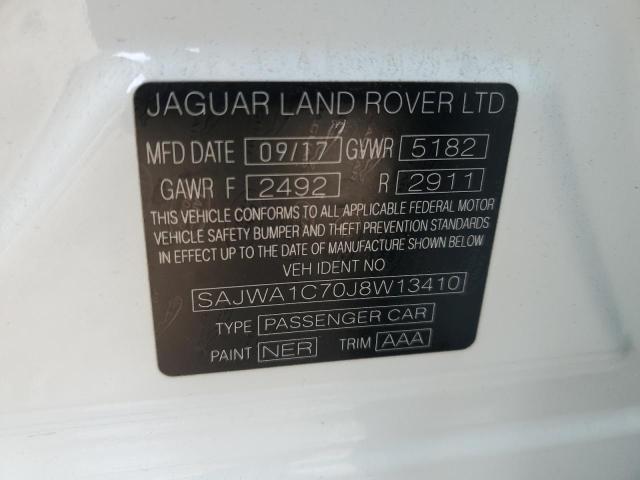 JAGUAR LAND ROVER LTD
MFD DATE 09/17 GVWR 5182
GAWR F 2492 R 2911
THIS VEHICLE CONFORMS TO ALL APPLICABLE FEDERAL MOTOR
VEHICLE SAFETY BUMPER AND THEFT PREVENTION STANDARDS
IN EFFECT UP TO THE DATE OF MANUFACTURE SHOWN BELOW
VEH IDENT NO
SAJWA1C70J8W13410
TYPE PASSENGER CAR
PAINT NER TRIM AAA